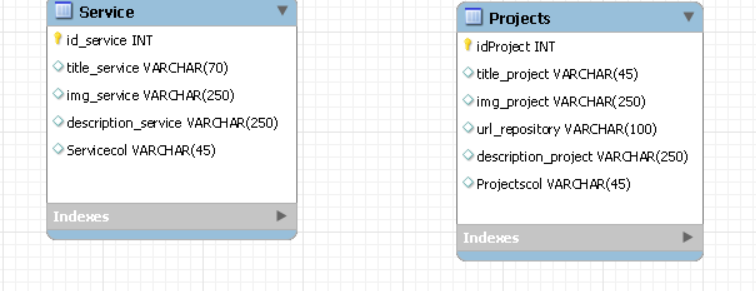 Service
id_service INT
title_service VARCHAR(70)
img_service VARCHAR(250)
description_service VARCHAR(250)
Servicecol VARCHAR(45)
Indexes
Projects
idProject INT
title_project VARCHAR(45)
img_project VARCHAR(250)
url_repository VARCHAR(100)
description_project VARCHAR(250)
Projectscol VARCHAR(45)
Indexes